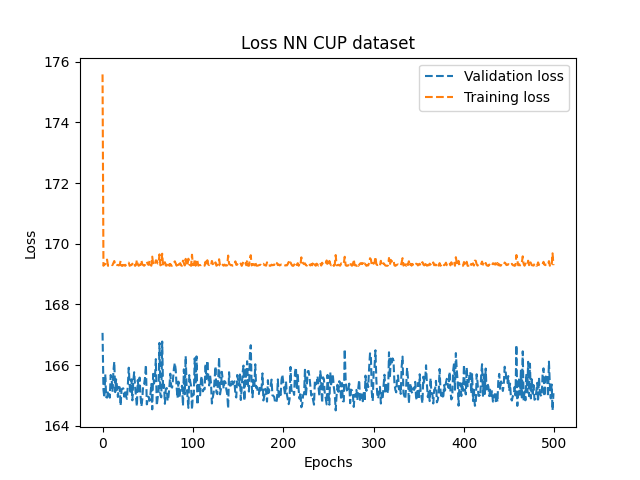 Loss NN CUP dataset
176
174
172
170
168
166
164
Loss
Validation loss
Training loss
0
100
200
300
400
500
Epochs